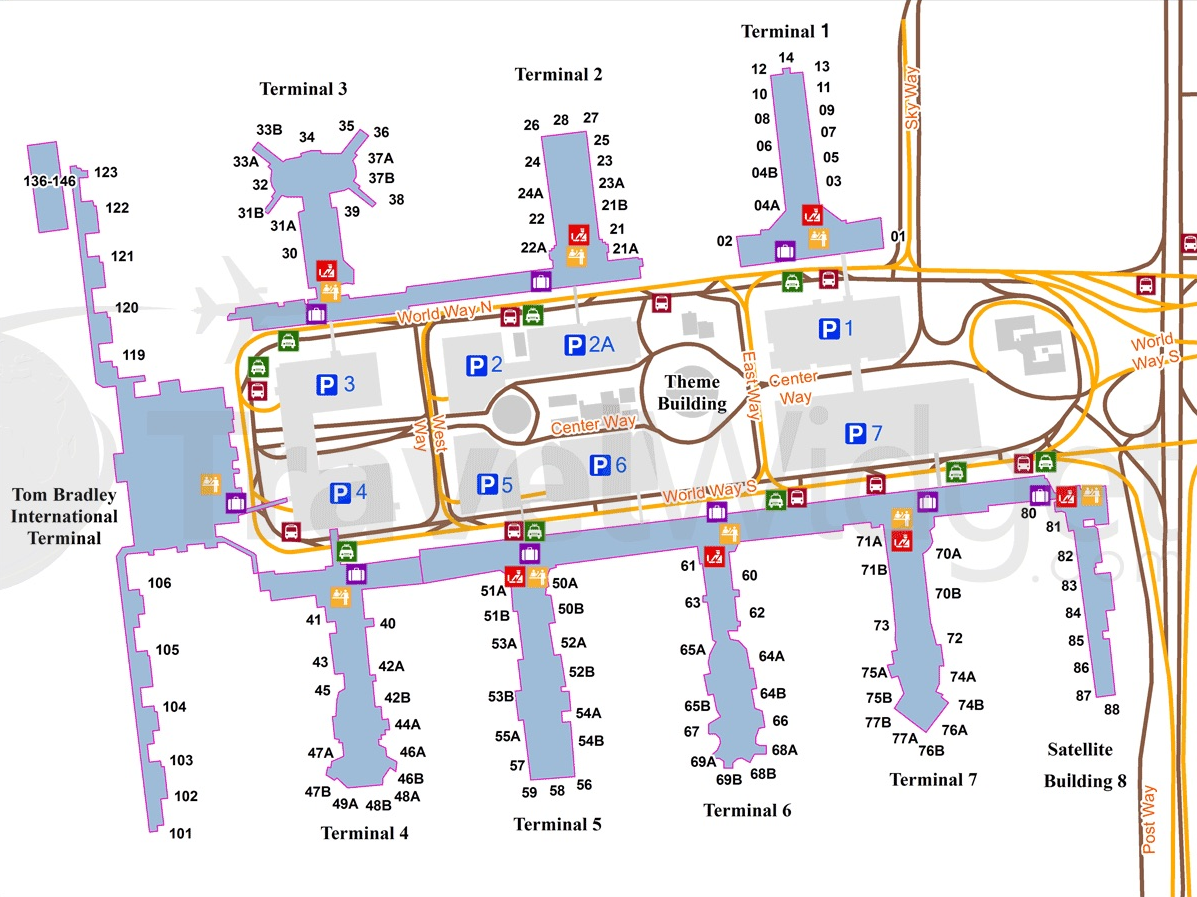 Terminal 1
14
12
13
10
11
08
09
07
06
05
04B
03
04A
02
01
Sky Way
Terminal 2
28
27
26
25
24
23
24A
23A
21B
22
21
22A
21A
Terminal 3
33B
34
35
36
33A
37A
32
37B
38
31B
31A
39
30
136-146
123
122
121
120
119
Tom Bradley
International
Terminal
106
105
104
103
102
101
World Way N
P 1
P 2
P 2A
P 3
P 4
P 5
P 6
P 7
Theme
Building
East Way
Center
Way
Center Way
West
Way
World Way S
World
Way S
TravelWidget
.com
41
40
43
42A
45
42B
44A
47A
46A
46B
47B
49A
48B
48A
Terminal 4
51A
50A
51B
50B
53A
52A
52B
53B
54A
55A
54B
57
56
59
58
Terminal 5
61
60
63
62
65A
64A
64B
65B
66
67
68A
69A
69B
68B
Terminal 6
71A
70A
71B
70B
73
72
75A
74A
75B
74B
77B
76A
77A
76B
Terminal 7
80
81
82
83
84
85
86
87
88
Satellite
Building 8
Post Way